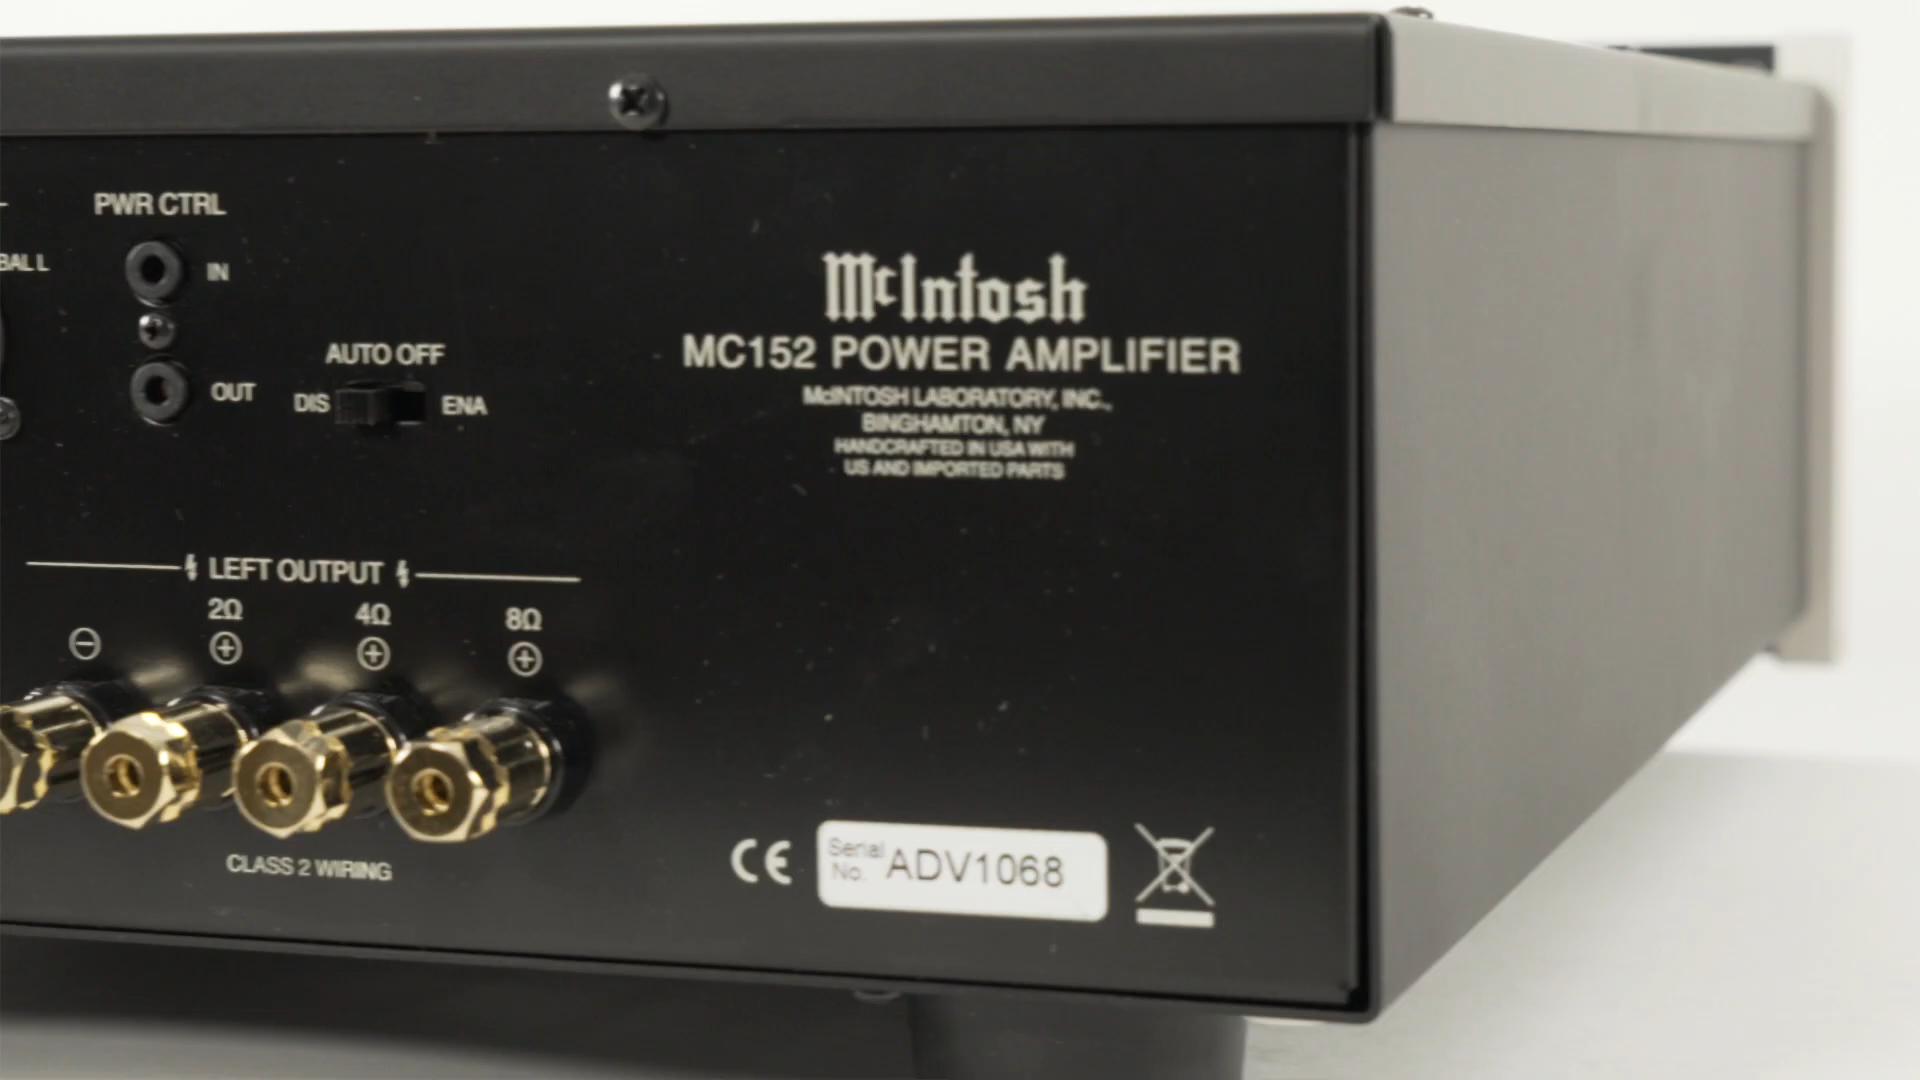 PWR CTRL
BAL L
IN
OUT
AUTO OFF
DIS ENA
McIntosh
MC152 POWER AMPLIFIER
McINTOSH LABORATORY, INC.,
BINGHAMTON, NY
HANDCRAFTED IN USA WITH
US AND IMPORTED PARTS
LEFT OUTPUT
2Ω 4Ω 8Ω
CLASS 2 WIRING
CE
Serial No. ADV1068